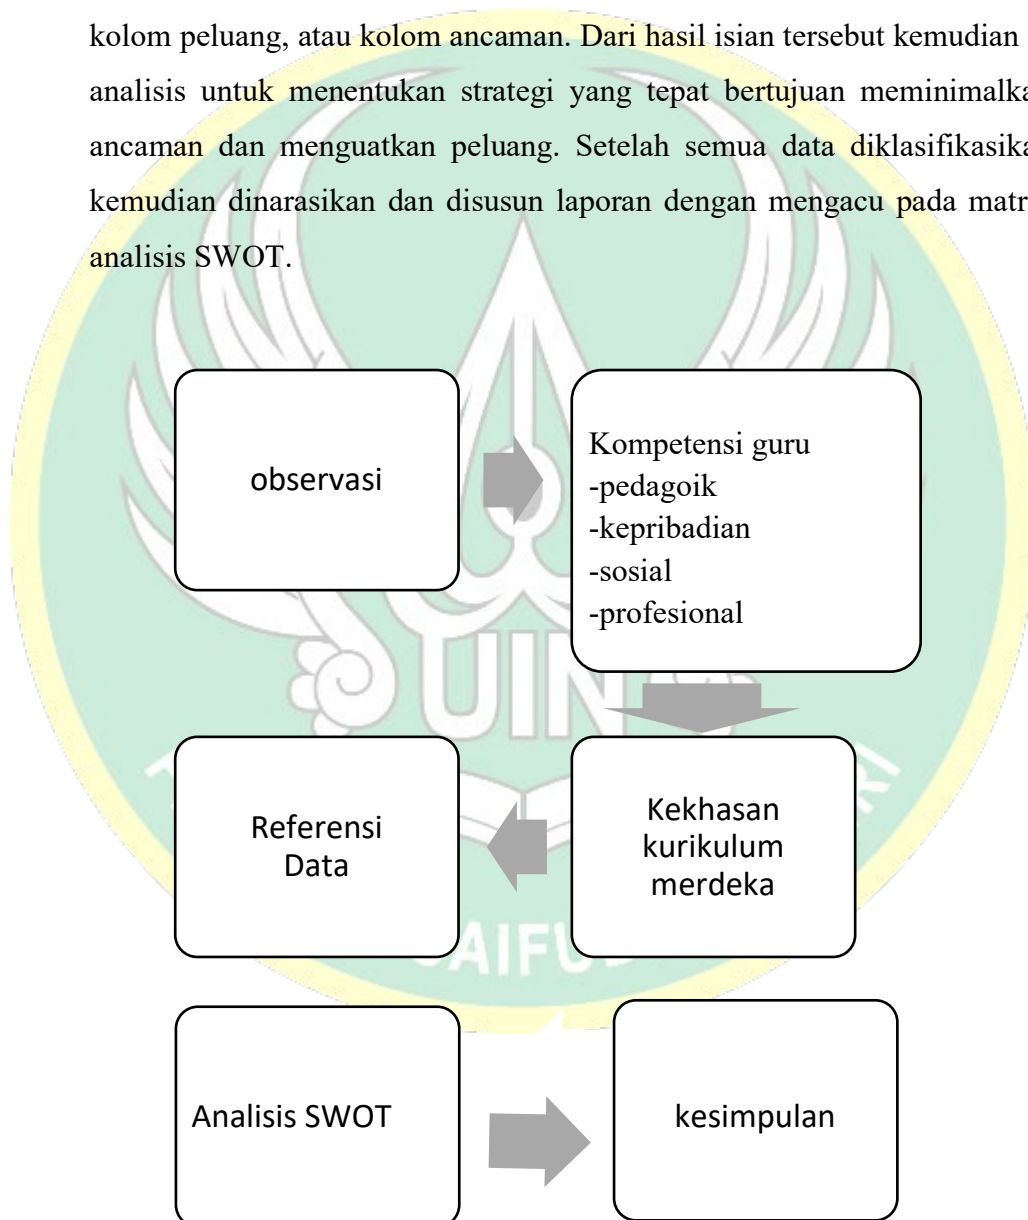 kolom peluang, atau kolom ancaman. Dari hasil isian tersebut kemudian
analisis untuk menentukan strategi yang tepat bertujuan meminimalka
ancaman dan menguatkan peluang. Setelah semua data diklasifikasika
kemudian dinarasikan dan disusun laporan dengan mengacu pada matr
analisis SWOT.
observasi
Kompetensi guru
-pedagoik
-kepribadian
-sosial
-profesional
UIN
Referensi
Data
Kekhasan
kurikulum
merdeka
Analisis SWOT
kesimpulan